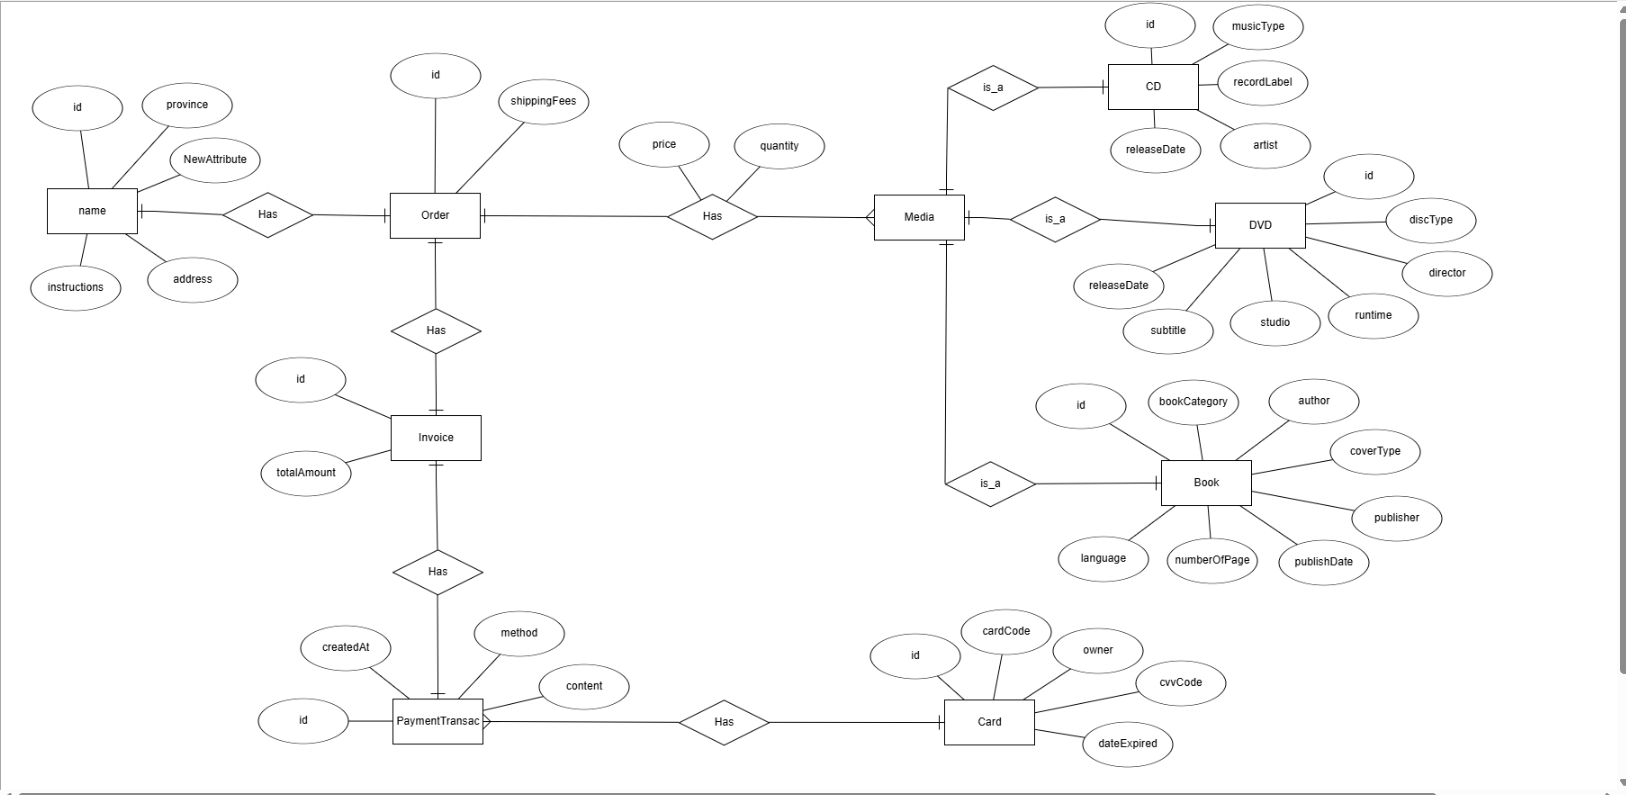 id
musicType
is_a
CD
recordLabel
releaseDate
artist
id
shippingFees
id
province
NewAttribute
name
Has
Order
instructions
address
price
quantity
Has
Media
is_a
DVD
id
discType
director
releaseDate
subtitle
studio
runtime
Has
id
Invoice
totalAmount
id
bookCategory
author
coverType
is_a
Book
publisher
language
numberOfPage
publishDate
Has
createdAt
method
content
id
PaymentTransac
Has
id
cardCode
owner
cvvCode
Card
dateExpired